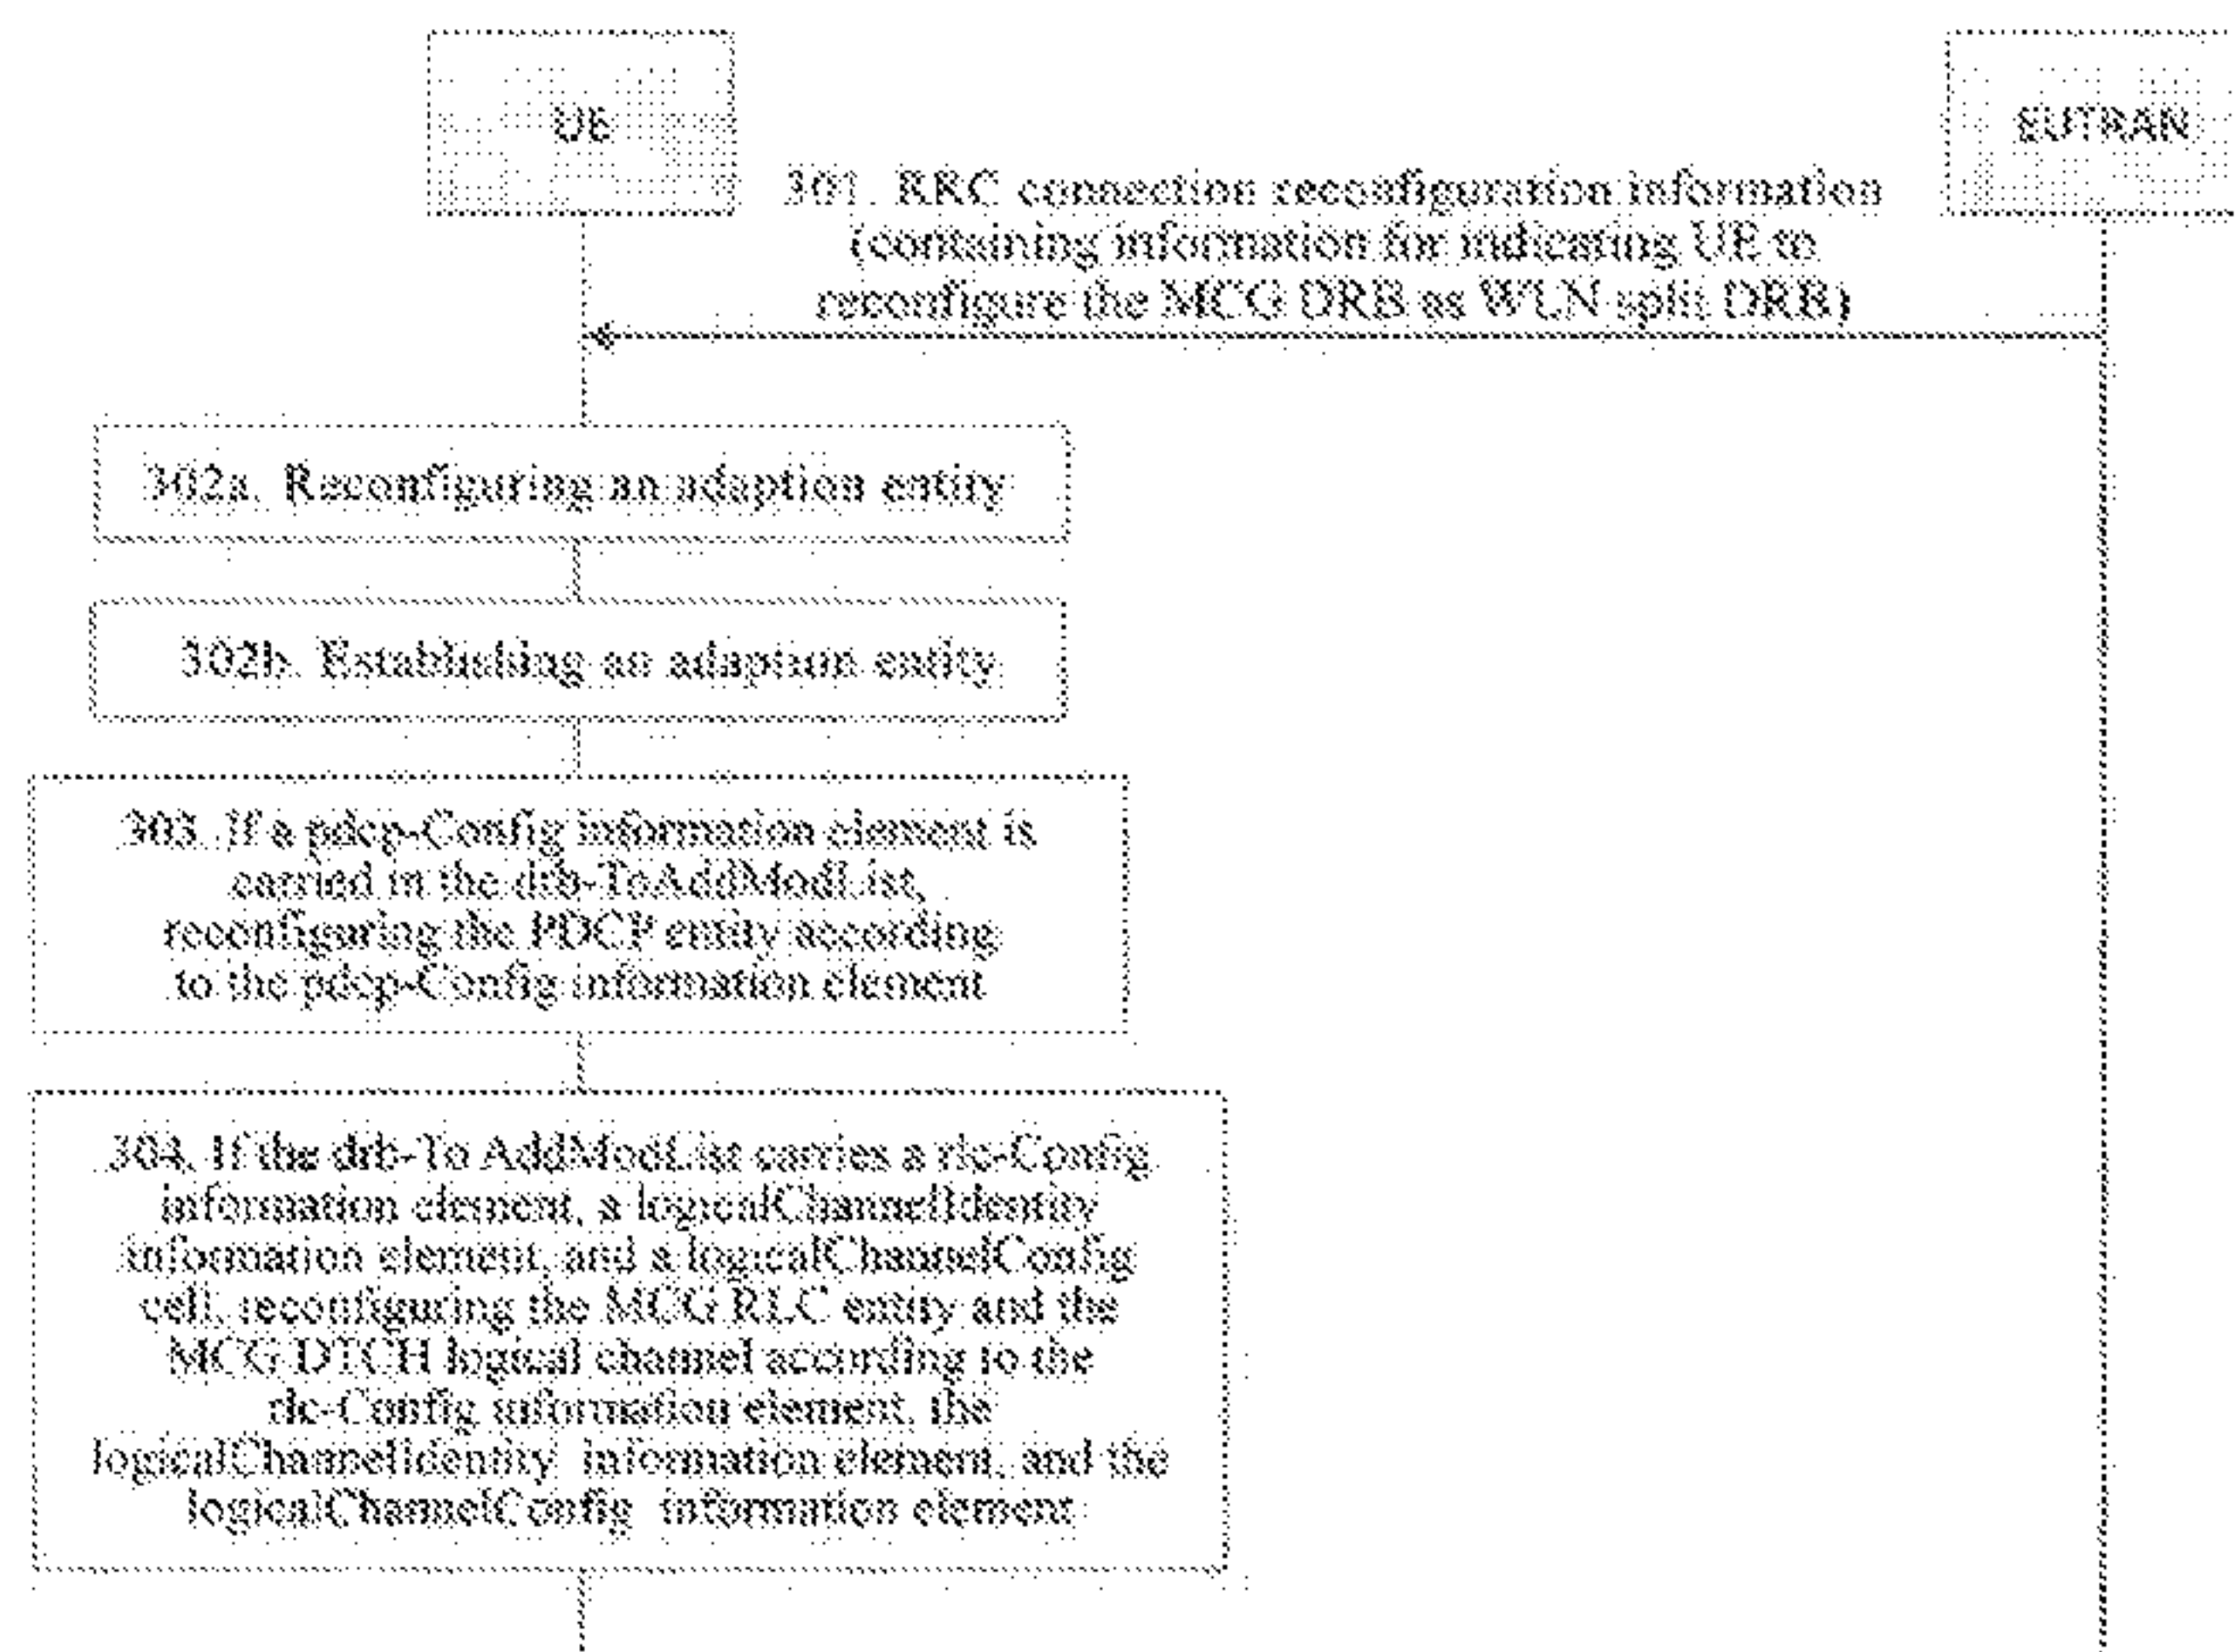 UE
EUTRAN
301. RRC connection reconfiguration information
(containing information for indicating UE to
reconfigure the MCG DRB as WLN split DRB)
302a. Reconfiguring an adaption entity
302b. Establishing an adaption entity
303. If a pdcp-Config information element is
carried in the drb-ToAddModList,
reconfiguring the PDCP entity according
to the pdcp-Config information element
304. If the drb-To AddModList carries a rlc-Config
information element, a logicalChannelIdentity
information element, and a logicalChannelConfig
cell, reconfiguring the MCG RLC entity and the
MCG DTCH logical channel according to the
rlc-Config information element, the
logicalChannelIdentity information element, and the
logicalChannelConfig information element